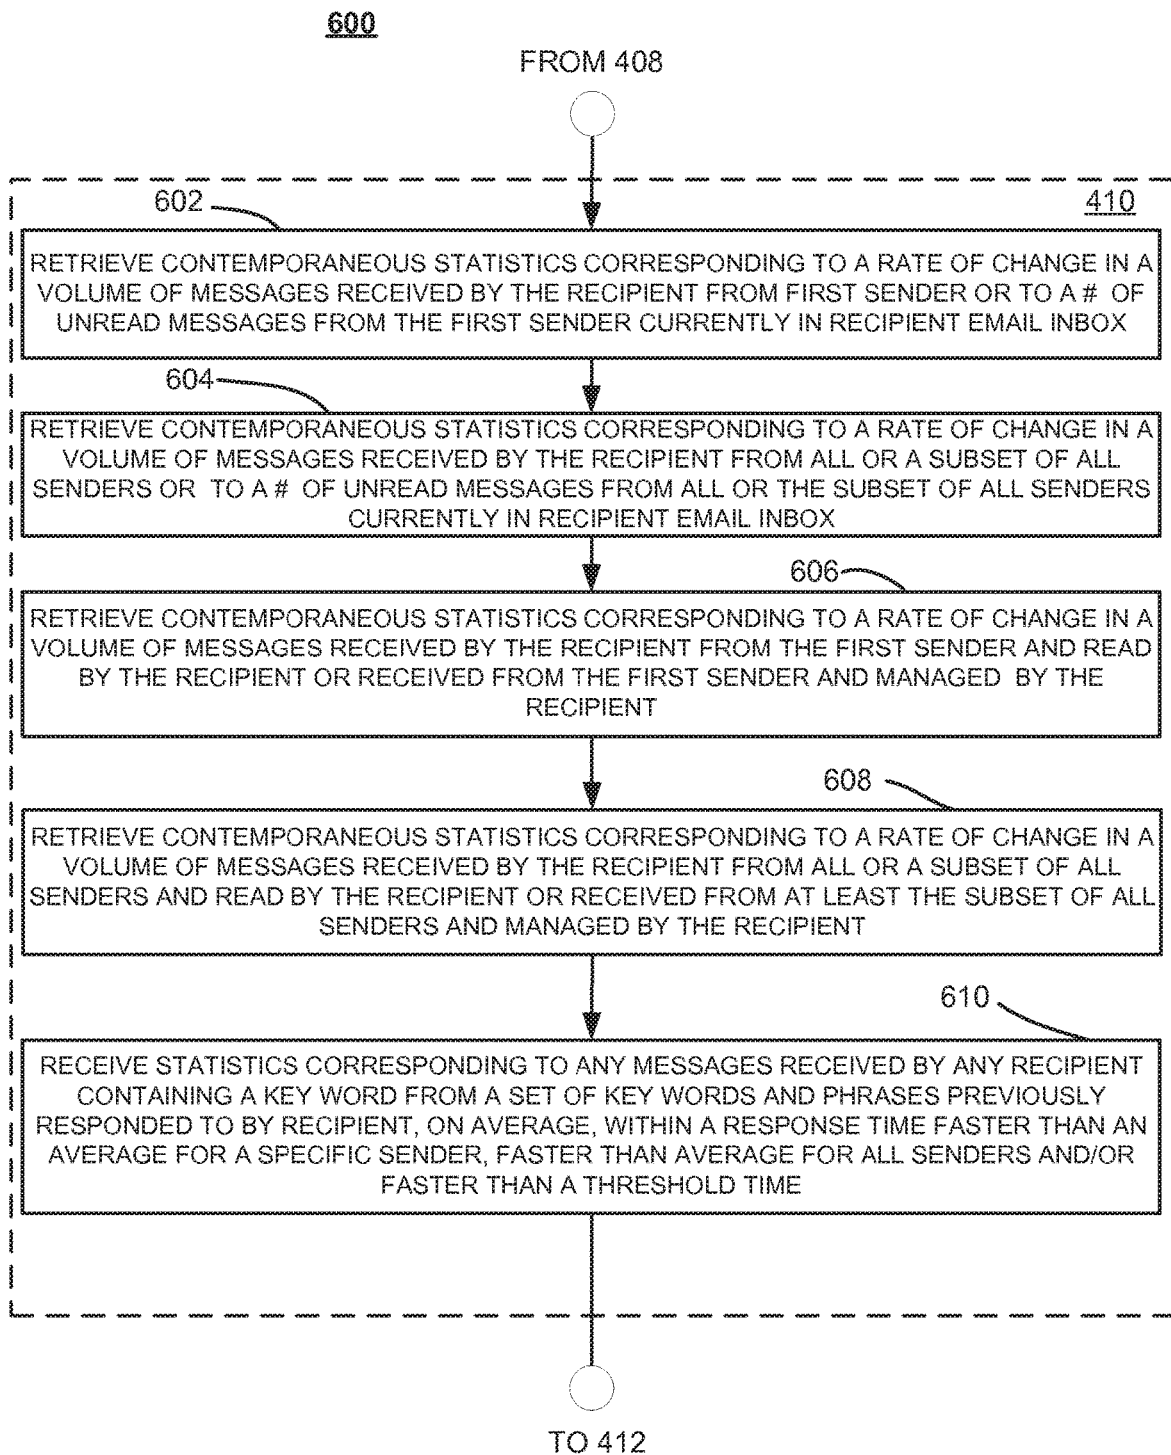 600
FROM 408
602
410
RETRIEVE CONTEMPORANEOUS STATISTICS CORRESPONDING TO A RATE OF CHANGE IN A
VOLUME OF MESSAGES RECEIVED BY THE RECIPIENT FROM FIRST SENDER OR TO A # OF
UNREAD MESSAGES FROM THE FIRST SENDER CURRENTLY IN RECIPIENT EMAIL INBOX
604
RETRIEVE CONTEMPORANEOUS STATISTICS CORRESPONDING TO A RATE OF CHANGE IN A
VOLUME OF MESSAGES RECEIVED BY THE RECIPIENT FROM ALL OR A SUBSET OF ALL
SENDERS OR TO A # OF UNREAD MESSAGES FROM ALL OR THE SUBSET OF ALL SENDERS
CURRENTLY IN RECIPIENT EMAIL INBOX
606
RETRIEVE CONTEMPORANEOUS STATISTICS CORRESPONDING TO A RATE OF CHANGE IN A
VOLUME OF MESSAGES RECEIVED BY THE RECIPIENT FROM THE FIRST SENDER AND READ
BY THE RECIPIENT OR RECEIVED FROM THE FIRST SENDER AND MANAGED BY THE
RECIPIENT
608
RETRIEVE CONTEMPORANEOUS STATISTICS CORRESPONDING TO A RATE OF CHANGE IN A
VOLUME OF MESSAGES RECEIVED BY THE RECIPIENT FROM ALL OR A SUBSET OF ALL
SENDERS AND READ BY THE RECIPIENT OR RECEIVED FROM AT LEAST THE SUBSET OF ALL
SENDERS AND MANAGED BY THE RECIPIENT
610
RECEIVE STATISTICS CORRESPONDING TO ANY MESSAGES RECEIVED BY ANY RECIPIENT
CONTAINING A KEY WORD FROM A SET OF KEY WORDS AND PHRASES PREVIOUSLY
RESPONDED TO BY RECIPIENT, ON AVERAGE, WITHIN A RESPONSE TIME FASTER THAN AN
AVERAGE FOR A SPECIFIC SENDER, FASTER THAN AVERAGE FOR ALL SENDERS AND/OR
FASTER THAN A THRESHOLD TIME
TO 412